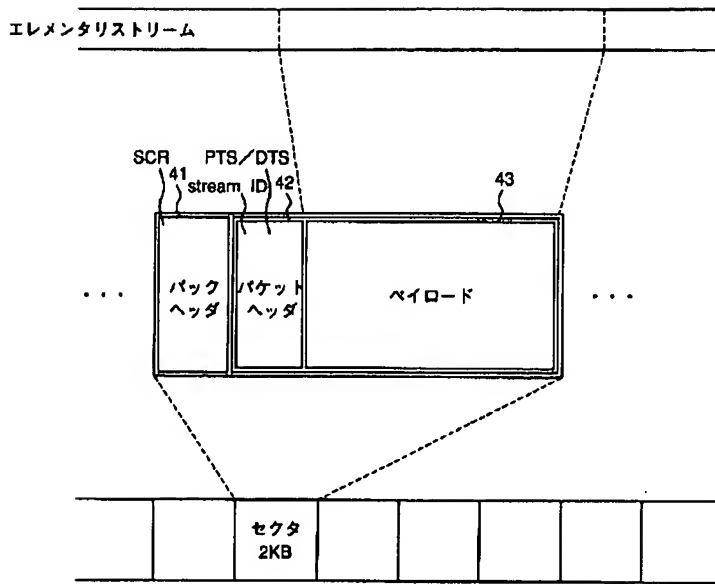 エレメンタリストリーム
SCR
PTS/DTS
41
stream ID
42
43
パック
ヘッダ
パケット
ヘッダ
ペイロード
・・・
・・・
セクタ
2KB